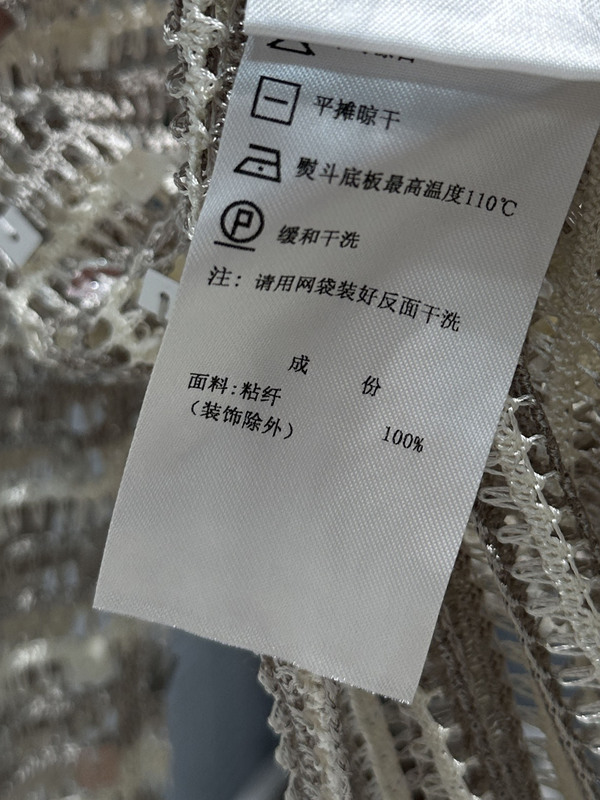 平摊晾干
熨斗底板最高温度110℃
P 缓和干洗
注：请用网袋装好反面干洗
成 份
面料:粘纤
（装饰除外） 100%